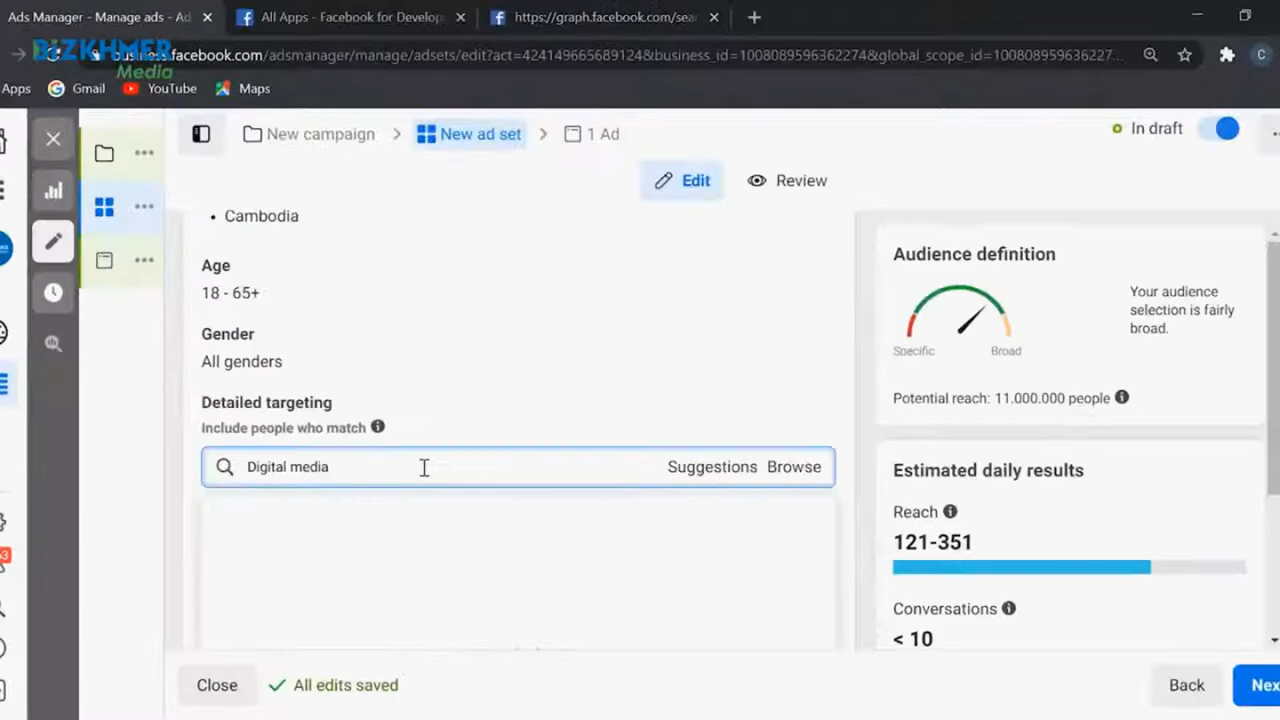 Ads Manager - Manage ads - Ad
All Apps - Facebook for Develop
https://graph.facebook.com/sea
BIZKHMER
Media
business.facebook.com/adsmanager/manage/adsets/edit?act=424149665689124&business_id=1008089596362274&global_scope_id=100808959636227...
C
Apps
Gmail
YouTube
Maps
New campaign
New ad set
1 Ad
In draft
Edit
Review
• Cambodia
Age
18 - 65+
Gender
All genders
Detailed targeting
Include people who match
Digital media
Suggestions
Browse
Audience definition
Specific
Broad
Your audience
selection is fairly
broad.
Potential reach: 11.000.000 people
Estimated daily results
Reach
121-351
Conversations
< 10
Close
All edits saved
Back
Nex